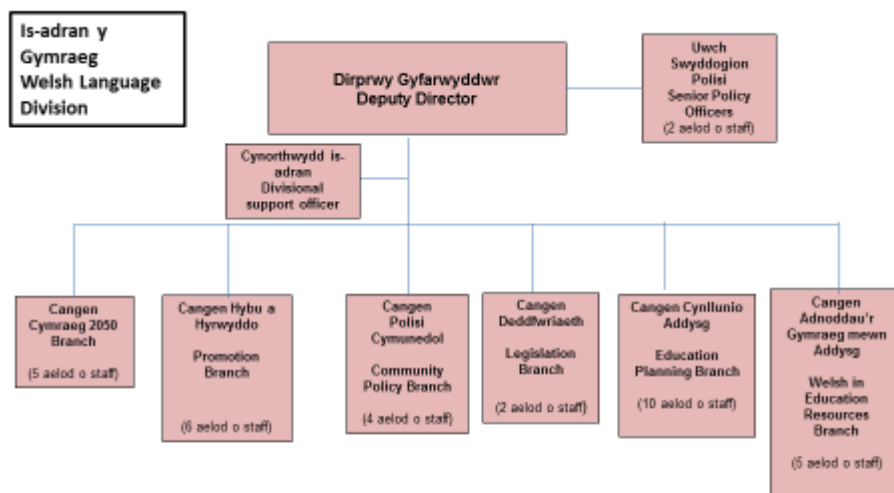 Is-adran y
Gymraeg
Welsh Language
Division
Dirprwy Gyfarwyddwr
Deputy Director
Uwch
Swyddogion
Polisi
Senior Policy
Officers
(2 aelod o staff)
Cynorthwydd is-
adran
Divisional
support officer
Cangen
Cymraeg 2050
Branch
(5 aelod o staff)
Cangen Hybu a
Hyrwyddo
Promotion
Branch
(6 aelod o staff)
Cangen
Polisi
Cymunedol
Community
Policy Branch
(4 aelod o staff)
Cangen
Deddfwriaeth
Legislation
Branch
(2 aelod o staff)
Cangen Cynllunio
Addysg
Education
Planning Branch
(10 aelod o staff)
Cangen
Adnoddau'r
Gymraeg mewn
Addysg
Welsh in
Education
Resources
Branch
(5 aelod o staff)